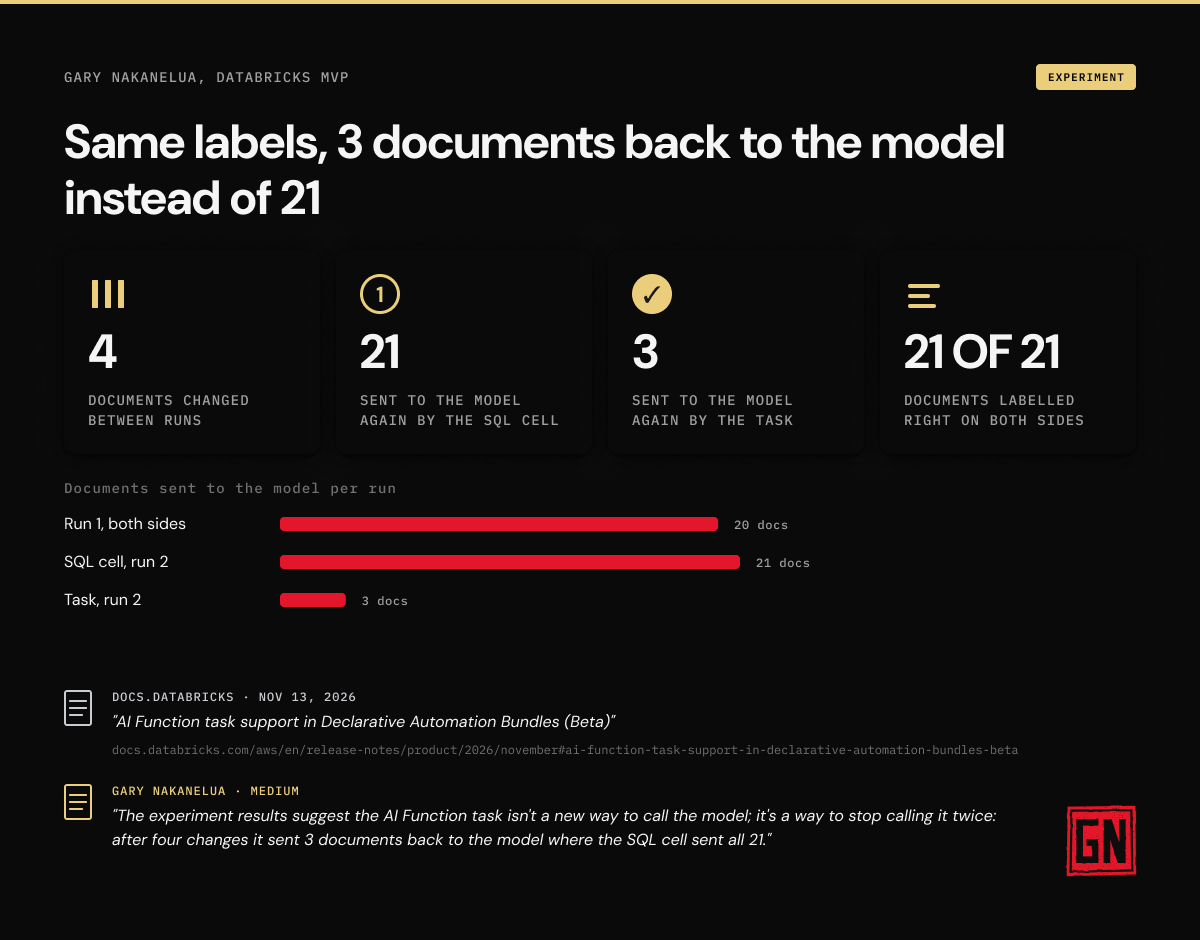 GARY NAKANELUA, DATABRICKS MVP
EXPERIMENT
Same labels, 3 documents back to the model
instead of 21
1
✓
4
21
3
21 OF 21
DOCUMENTS CHANGED
BETWEEN RUNS
SENT TO THE MODEL
AGAIN BY THE SQL CELL
SENT TO THE MODEL
AGAIN BY THE TASK
DOCUMENTS LABELLED
RIGHT ON BOTH SIDES
Documents sent to the model per run
Run 1, both sides 20 docs
SQL cell, run 2 21 docs
Task, run 2 3 docs
DOCS.DATABRICKS · NOV 13, 2026
"AI Function task support in Declarative Automation Bundles (Beta)"
docs.databricks.com/aws/en/release-notes/product/2026/november#ai-function-task-support-in-declarative-automation-bundles-beta
GARY NAKANELUA · MEDIUM
"The experiment results suggest the AI Function task isn't a new way to call the model; it's a way to stop calling it twice:
after four changes it sent 3 documents back to the model where the SQL cell sent all 21."
GN